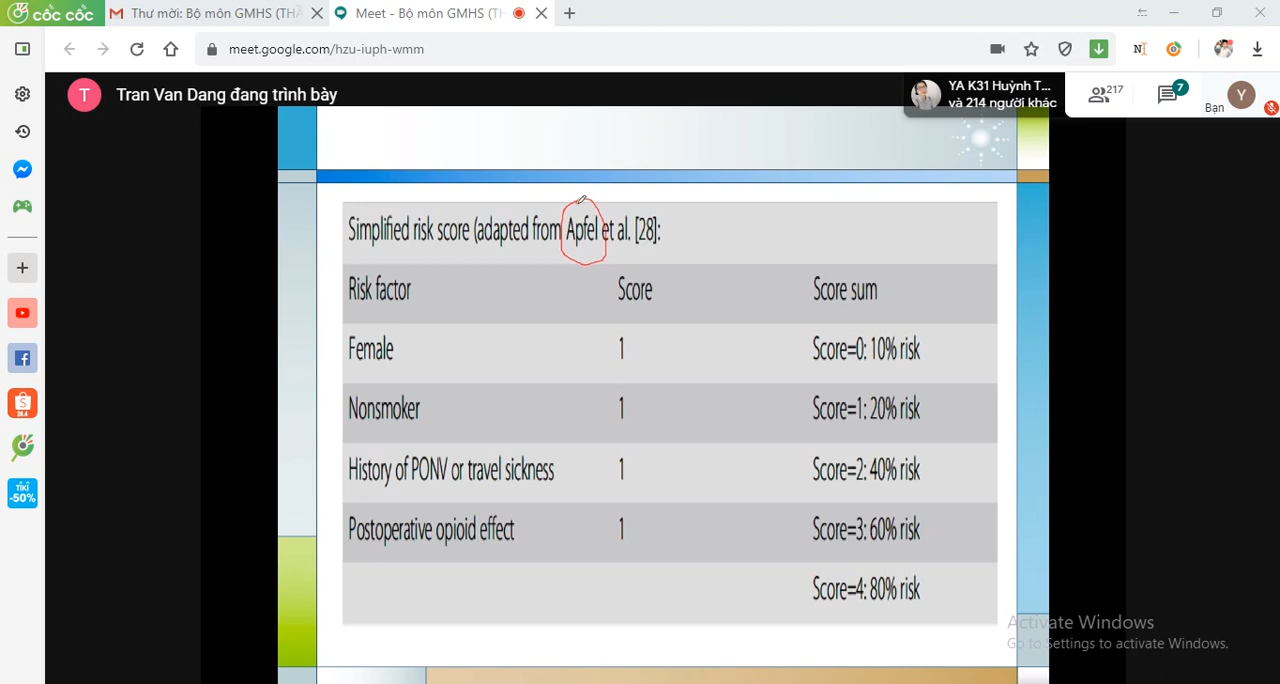 cốc cốc
Thư mời: Bộ môn GMHS (TH
Meet - Bộ môn GMHS (TH
meet.google.com/hzu-iuph-wmm
T
Tran Van Dang đang trình bày
YA K31 Huỳnh T...
và 214 người khác
217
7
Bạn
Y
Simplified risk score (adapted from Apfel et al. [28]:
Risk factor Score Score sum
Female 1 Score=0: 10% risk
Nonsmoker 1 Score=1: 20% risk
History of PONV or travel sickness 1 Score=2: 40% risk
Postoperative opioid effect 1 Score=3: 60% risk
Score=4: 80% risk
TIKI
-50%
Activate Windows
Go to Settings to activate Windows.